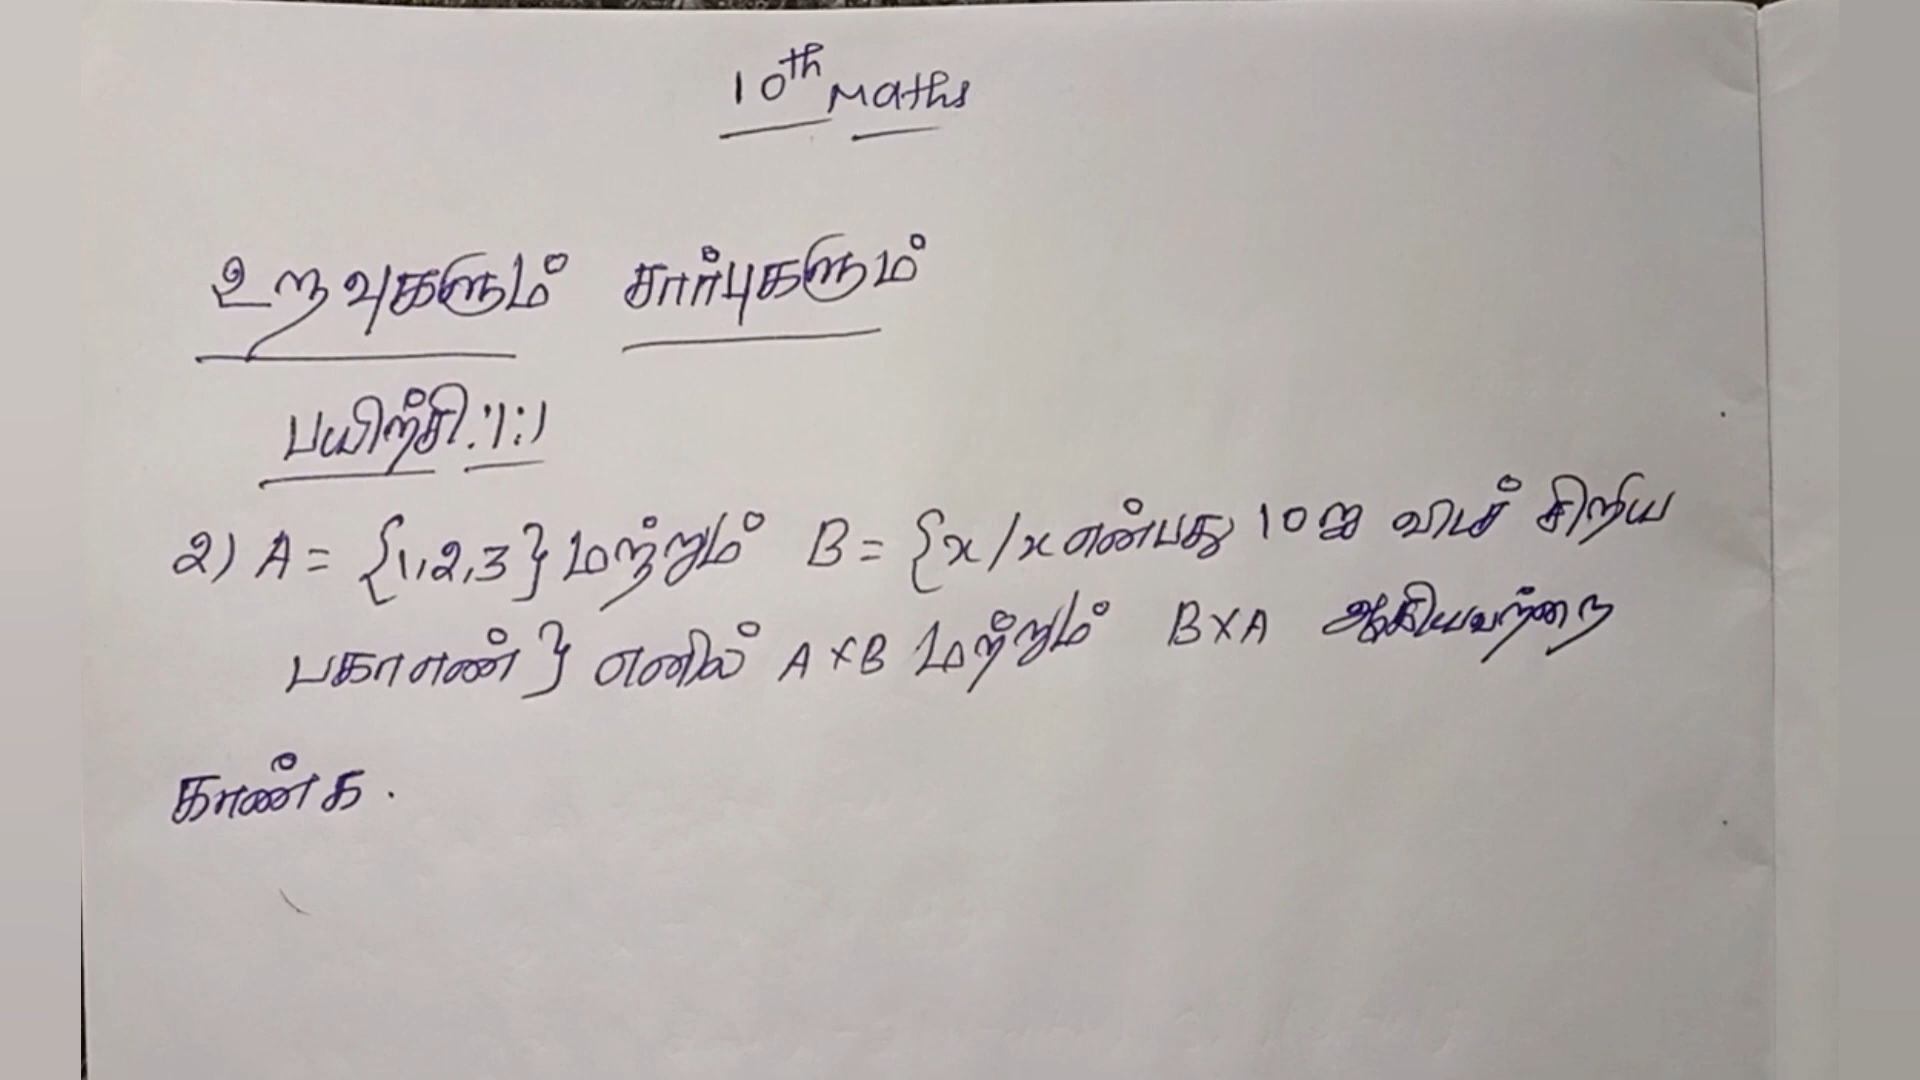 10th Maths
உறவுகளும் சார்புகளும்
பயிற்சி.1.1
2) A = {1,2,3} மற்றும் B = {x/x என்பது 10ஐ விடச் சிறிய
பகாஎண்} எனில் A×B மற்றும் B×A ஆகியவற்றை
காண்க.